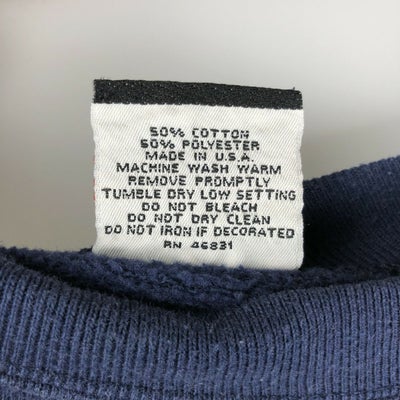 50% COTTON
50% POLYESTER
MADE IN U.S.A.
MACHINE WASH WARM
REMOVE PROMPTLY
TUMBLE DRY LOW SETTING
DO NOT BLEACH
DO NOT DRY CLEAN
DO NOT IRON IF DECORATED
RN 46831